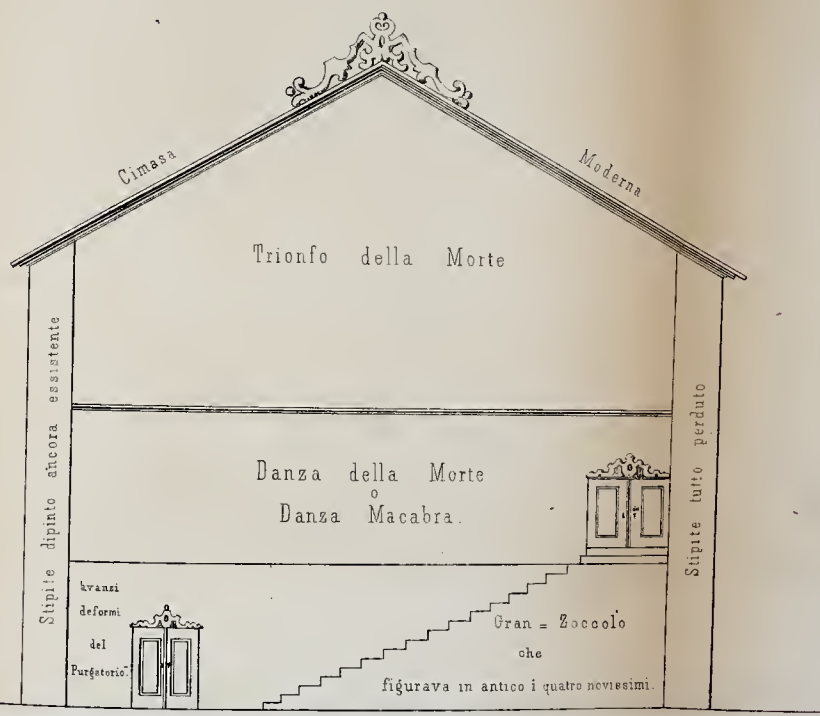 Cimasa
Moderna
Trionfo della Morte
Stipite dipinto ancora essistente
Danza della Morte
o
Danza Macabra.
Stipite tutto perduto
avanzi
deformi
del
Purgatorio.
Gran = Zoccolo
che
figurava in antico i quatro novissimi.